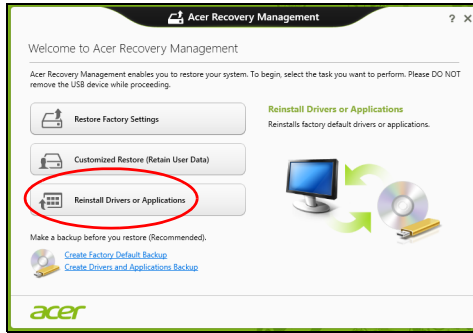 Acer Recovery Management
? X
Welcome to Acer Recovery Management
Acer Recovery Management enables you to restore your system. To begin, select the task you want to perform. Please DO NOT
remove the USB device while proceeding.
Restore Factory Settings
Customized Restore (Retain User Data)
Reinstall Drivers or Applications
Reinstall Drivers or Applications
Reinstalls factory default drivers or applications.
Make a backup before you restore (Recommended).
Create Factory Default Backup
Create Drivers and Applications Backup
acer